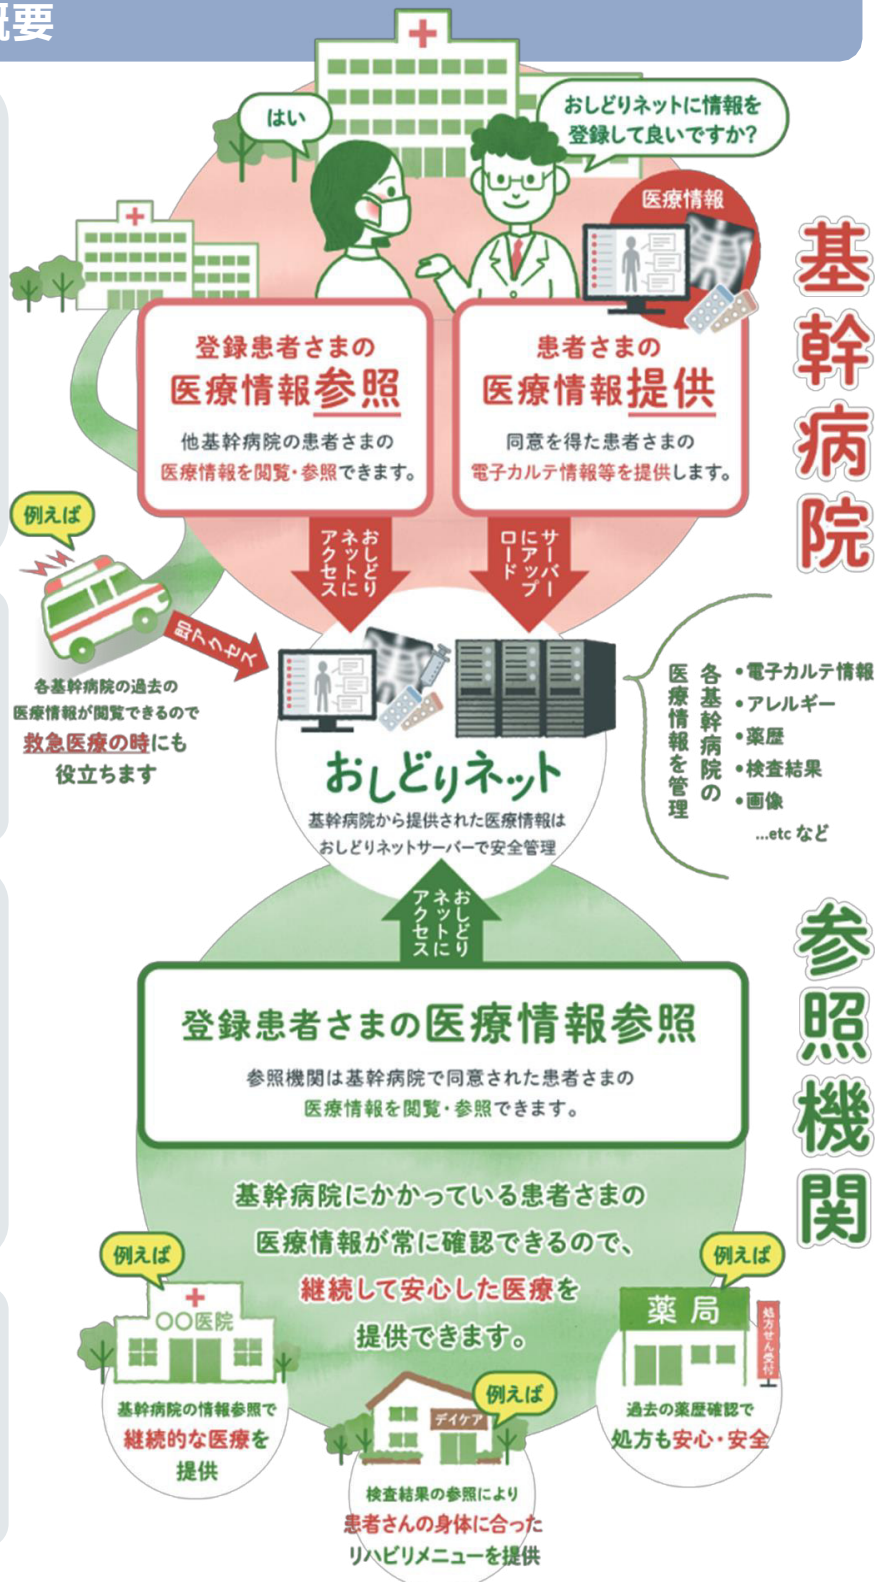 概要
はい
おしどりネットに情報を
登録して良いですか?
医療情報
基幹病院
登録患者さまの
医療情報参照
他基幹病院の患者さまの
医療情報を閲覧・参照できます。
患者さまの
医療情報提供
同意を得た患者さまの
電子カルテ情報等を提供します。
おしどり
ネットに
アクセス
サーバー
にアップ
ロード
例えば
即アクセス
各基幹病院の過去の
医療情報が閲覧できるので
救急医療の時にも
役立ちます
おしどりネット
基幹病院から提供された医療情報は
おしどりネットサーバーで安全管理
各基幹病院の
医療情報を管理
・電子カルテ情報
・アレルギー
・薬歴
・検査結果
・画像
...etc など
参照機関
おしどり
ネットに
アクセス
登録患者さまの医療情報参照
参照機関は基幹病院で同意された患者さまの
医療情報を閲覧・参照できます。
基幹病院にかかっている患者さまの
医療情報が常に確認できるので、
継続して安心した医療を
提供できます。
例えば
〇〇医院
基幹病院の情報参照で
継続的な医療を
提供
例えば
デイケア
検査結果の参照により
患者さんの身体に合った
リハビリメニューを提供
例えば
薬局
処方せん受付
過去の薬歴確認で
処方も安心・安全